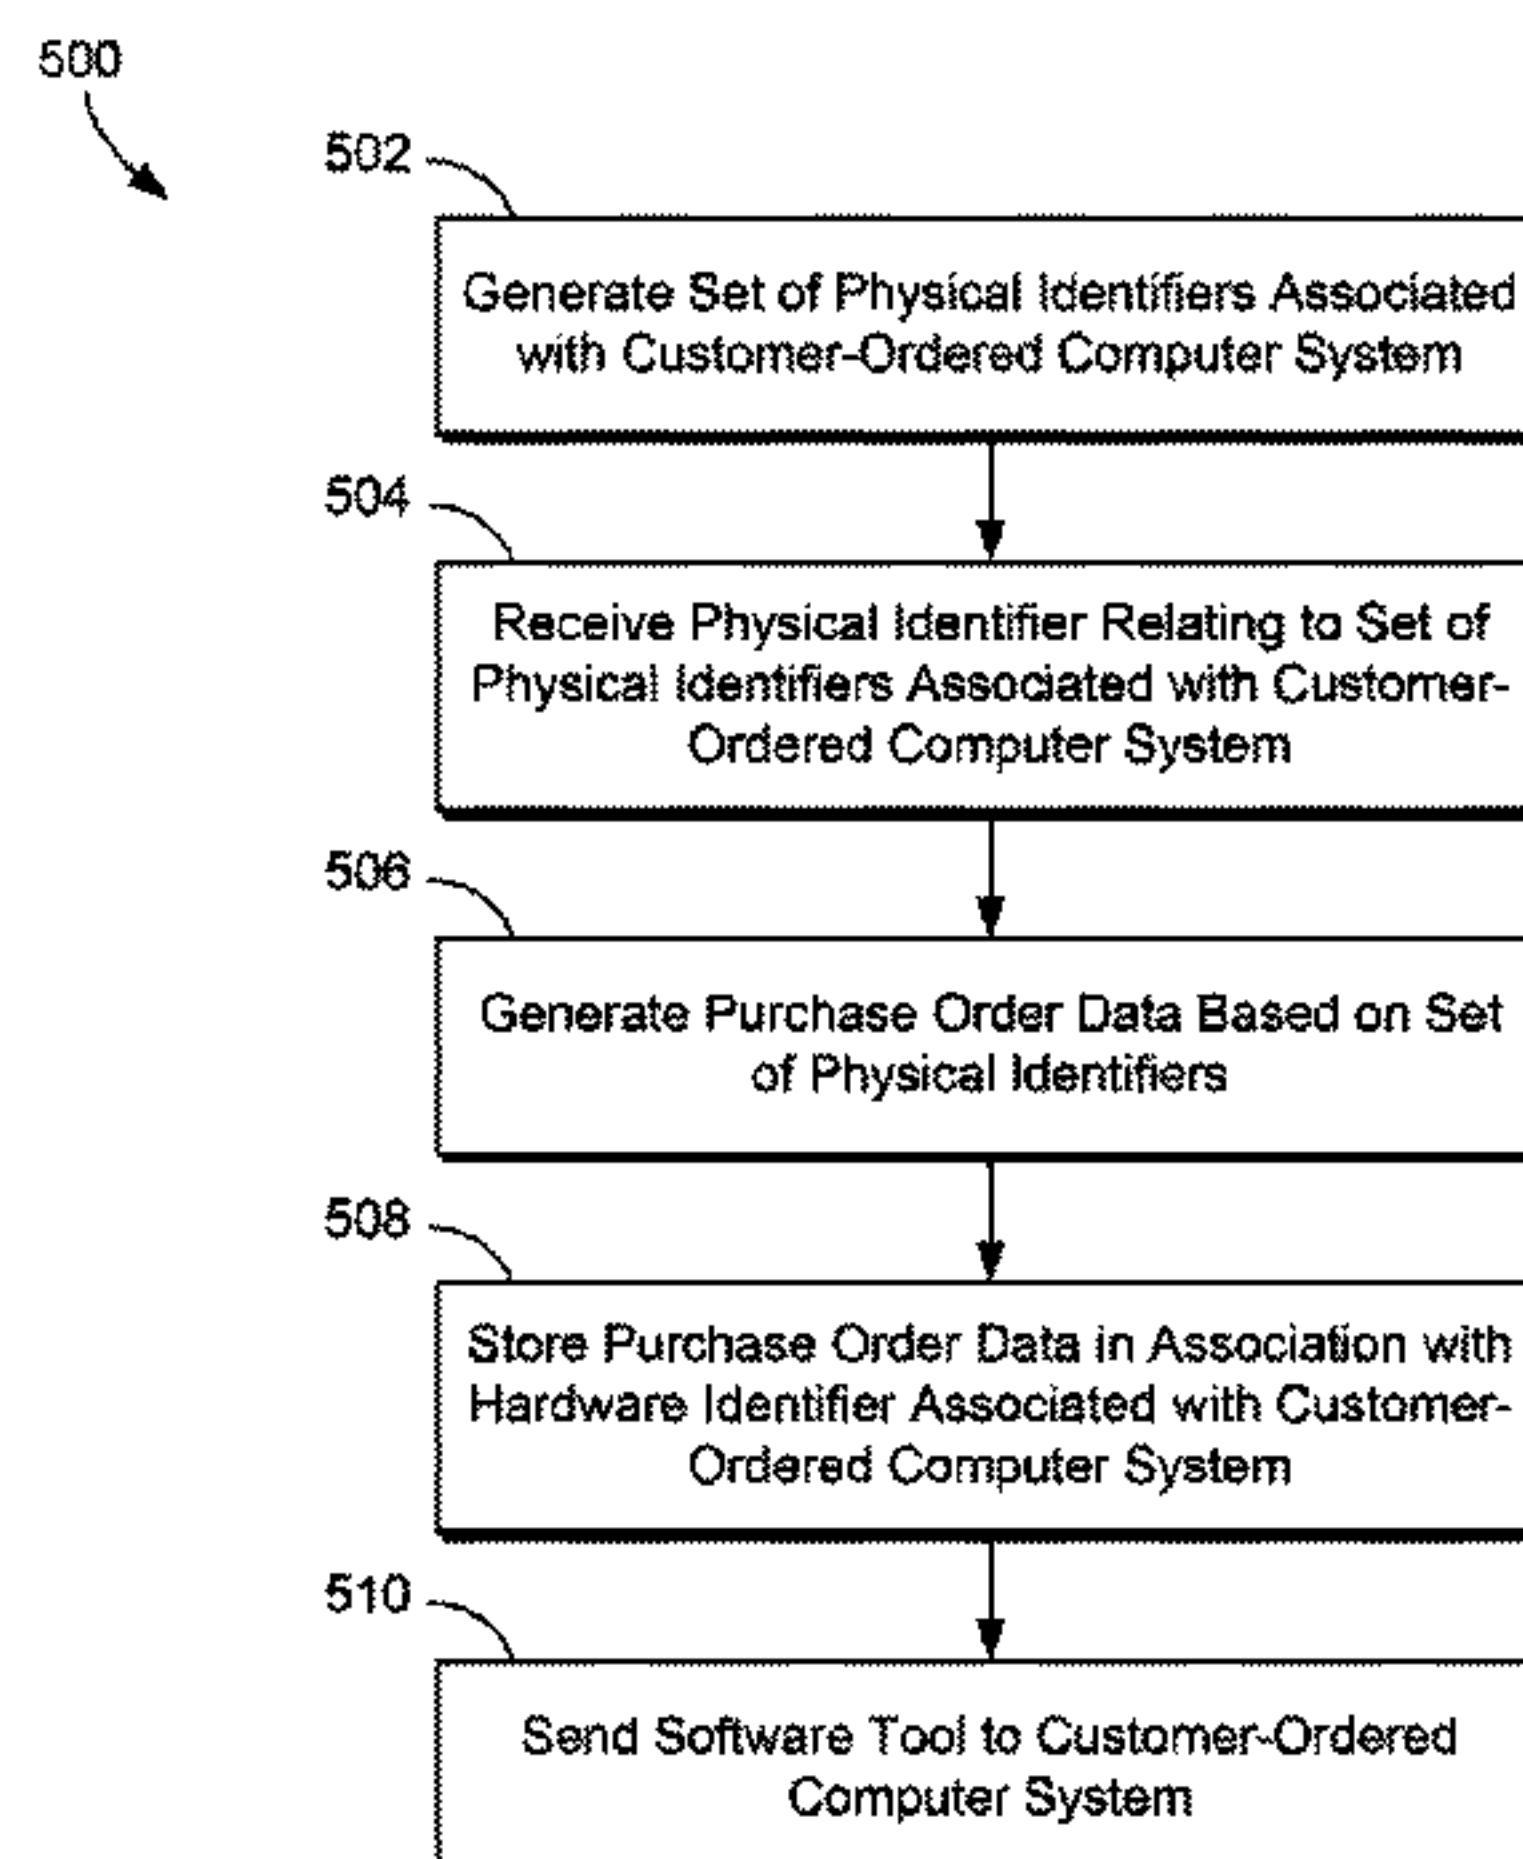 500
502
Generate Set of Physical Identifiers Associated
with Customer-Ordered Computer System
504
Receive Physical Identifier Relating to Set of
Physical Identifiers Associated with Customer-
Ordered Computer System
506
Generate Purchase Order Data Based on Set
of Physical Identifiers
508
Store Purchase Order Data in Association with
Hardware Identifier Associated with Customer-
Ordered Computer System
510
Send Software Tool to Customer-Ordered
Computer System